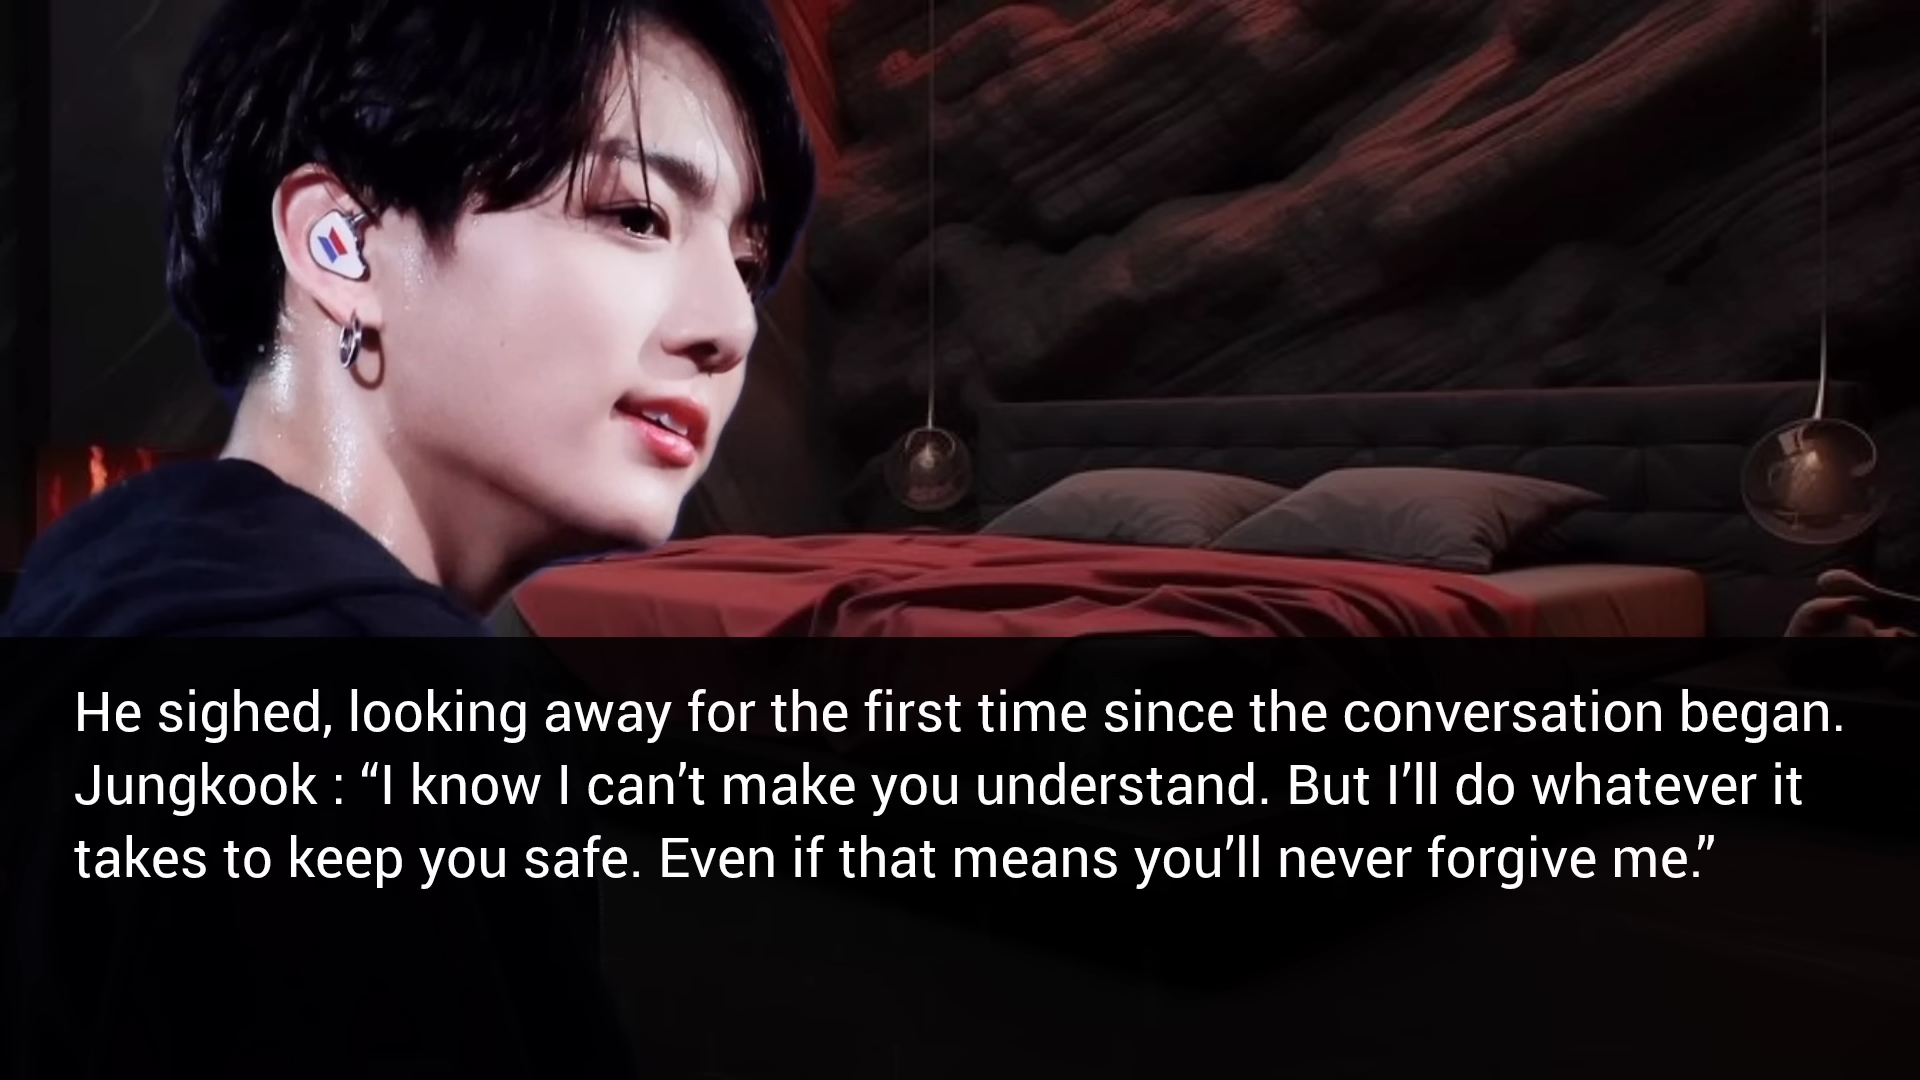 He sighed, looking away for the first time since the conversation began.
Jungkook : “I know I can’t make you understand. But I’ll do whatever it
takes to keep you safe. Even if that means you’ll never forgive me.”